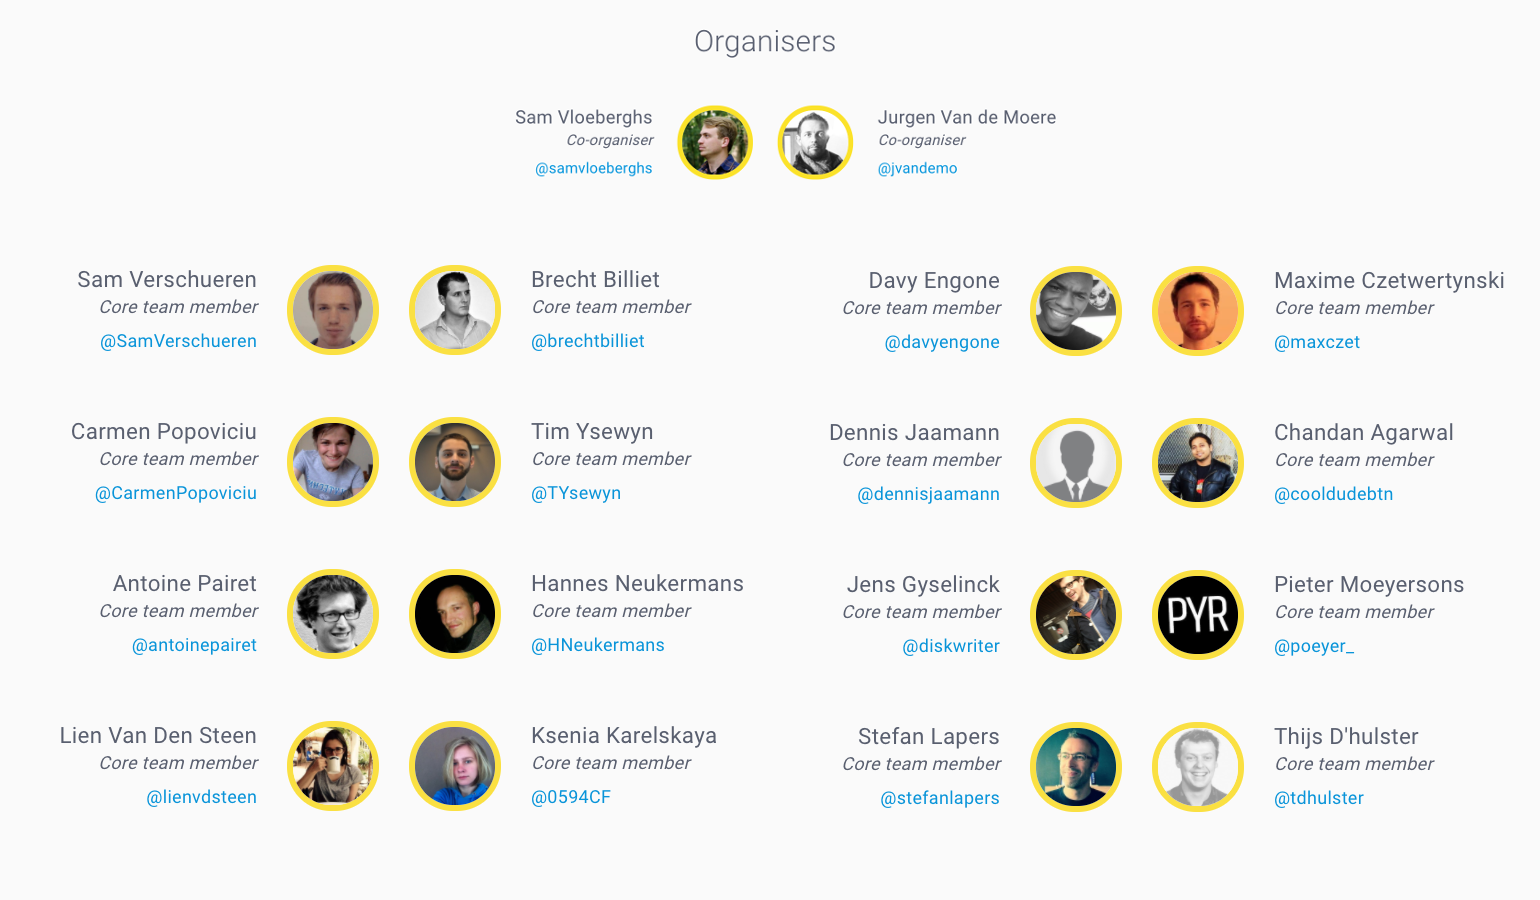 Organisers
Sam Vloeberghs
Co-organiser
@samvloeberghs
Jurgen Van de Moere
Co-organiser
@jvandemo
Sam Verschueren
Core team member
@SamVerschueren
Brecht Billiet
Core team member
@brechtbilliet
Davy Engone
Core team member
@davyengone
Maxime Czetwertynski
Core team member
@maxczet
Carmen Popoviciu
Core team member
@CarmenPopoviciu
Tim Ysewyn
Core team member
@TYsewyn
Dennis Jaamann
Core team member
@dennisjaamann
Chandan Agarwal
Core team member
@cooldudebtn
Antoine Pairet
Core team member
@antoinepairet
Hannes Neukermans
Core team member
@HNeukermans
Jens Gyselinck
Core team member
@diskwriter
PYR
Pieter Moeyersons
Core team member
@poeyer_
Lien Van Den Steen
Core team member
@lienvdsteen
Ksenia Karelskaya
Core team member
@0594CF
Stefan Lapers
Core team member
@stefanlapers
Thijs D'hulster
Core team member
@tdhulster